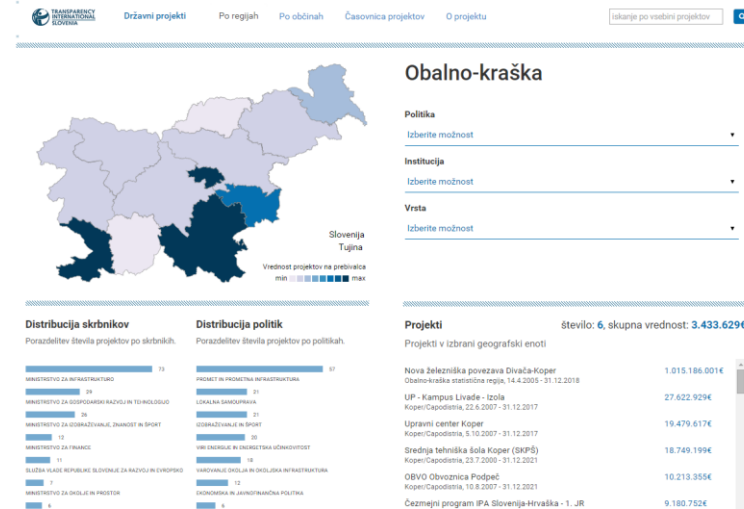 TRANSPARENCY
INTERNATIONAL
SLOVENIA
Državni projekti
Po regijah
Po občinah
Časovnica projektov
O projektu
iskanje po vsebini projektov
Obalno-kraška
Politika
Izberite možnost
Institucija
Izberite možnost
Vrsta
Izberite možnost
Slovenija
Tujina
Vrednost projektov na prebivalca
min max
Distribucija skrbnikov
Porazdelitev števila projektov po skrbnikih.
73
MINISTRSTVO ZA INFRASTRUKTURO
29
MINISTRSTVO ZA GOSPODARSKI RAZVOJ IN TEHNOLOGIJO
26
MINISTRSTVO ZA IZOBRAŽEVANJE, ZNANOST IN ŠPORT
12
MINISTRSTVO ZA FINANCE
11
SLUŽBA VLADE REPUBLIKE SLOVENIJE ZA RAZVOJ IN EVROPSKO
7
MINISTRSTVO ZA OKOLJE IN PROSTOR
6
Distribucija politik
Porazdelitev števila projektov po politikah.
57
PROMET IN PROMETNA INFRASTRUKTURA
21
LOKALNA SAMOUPRAVA
21
IZOBRAŽEVANJE IN ŠPORT
20
VIRI ENERGIJE IN ENERGETSKA UČINKOVITOST
18
VAROVANJE OKOLJA IN OKOLJSKA INFRASTRUKTURA
12
EKONOMSKA IN JAVNOFINANČNA POLITIKA
6
Projekti število: 6, skupna vrednost: 3.433.629€
Projekti v izbrani geografski enoti
Nova železniška povezava Divača-Koper 1.015.186.001€
Obalno-kraška statistična regija, 14.4.2005 - 31.12.2018
UP - Kampus Livade - Izola 27.622.929€
Koper/Capodistria, 22.6.2007 - 31.12.2017
Upravni center Koper 19.479.617€
Koper/Capodistria, 5.10.2007 - 31.12.2017
Srednja tehniška šola Koper (SKPŠ) 18.749.199€
Koper/Capodistria, 23.7.2000 - 31.12.2021
OBVO Obvoznica Podpeč 10.213.355€
Koper/Capodistria, 10.8.2007 - 31.12.2021
Čezmejni program IPA Slovenija-Hrvaška - 1. JR 9.180.752€